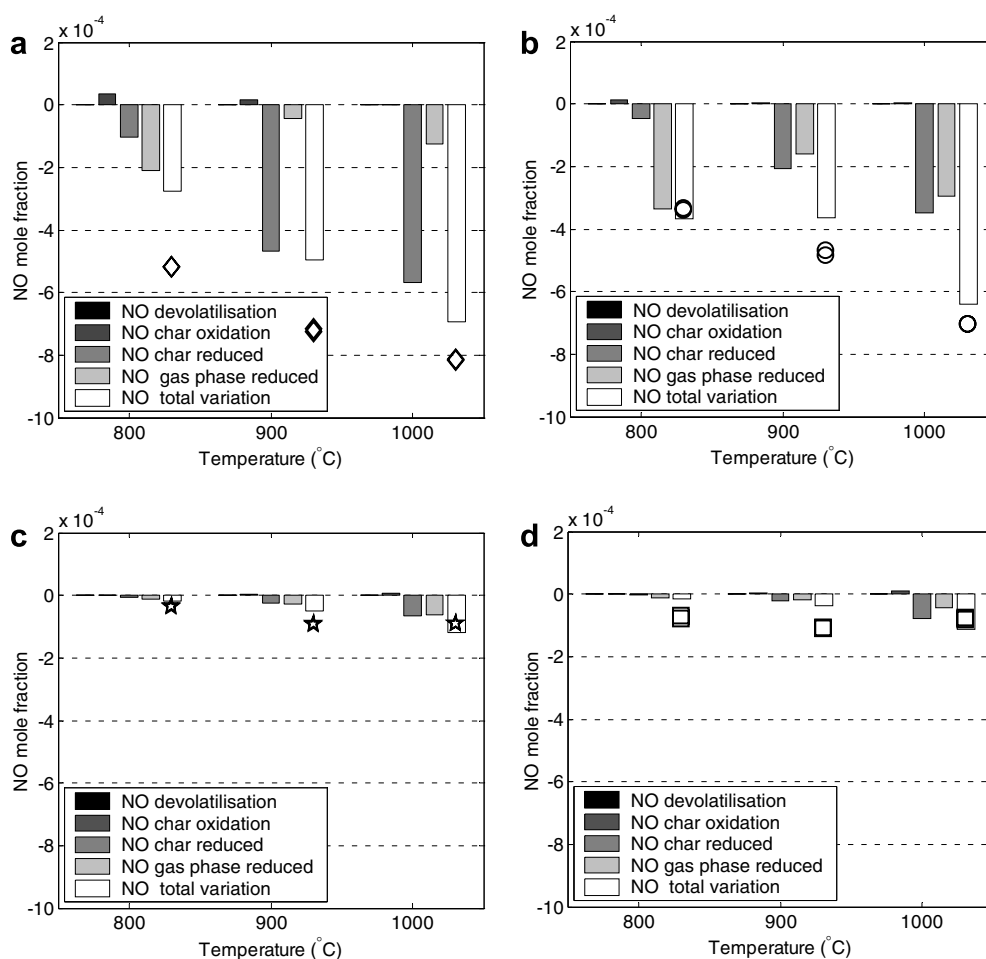 a
x 10-4
2
0
-2
-4
-6
-8
-10
NO mole fraction
NO devolatilisation
NO char oxidation
NO char reduced
NO gas phase reduced
NO total variation
800
900
1000
Temperature (°C)
b
x 10-4
2
0
-2
-4
-6
-8
-10
NO mole fraction
NO devolatilisation
NO char oxidation
NO char reduced
NO gas phase reduced
NO total variation
800
900
1000
Temperature (°C)
c
x 10-4
2
0
-2
-4
-6
-8
-10
NO mole fraction
NO devolatilisation
NO char oxidation
NO char reduced
NO gas phase reduced
NO total variation
800
900
1000
Temperature (°C)
d
x 10-4
2
0
-2
-4
-6
-8
-10
NO mole fraction
NO devolatilisation
NO char oxidation
NO char reduced
NO gas phase reduced
NO total variation
800
900
1000
Temperature (°C)